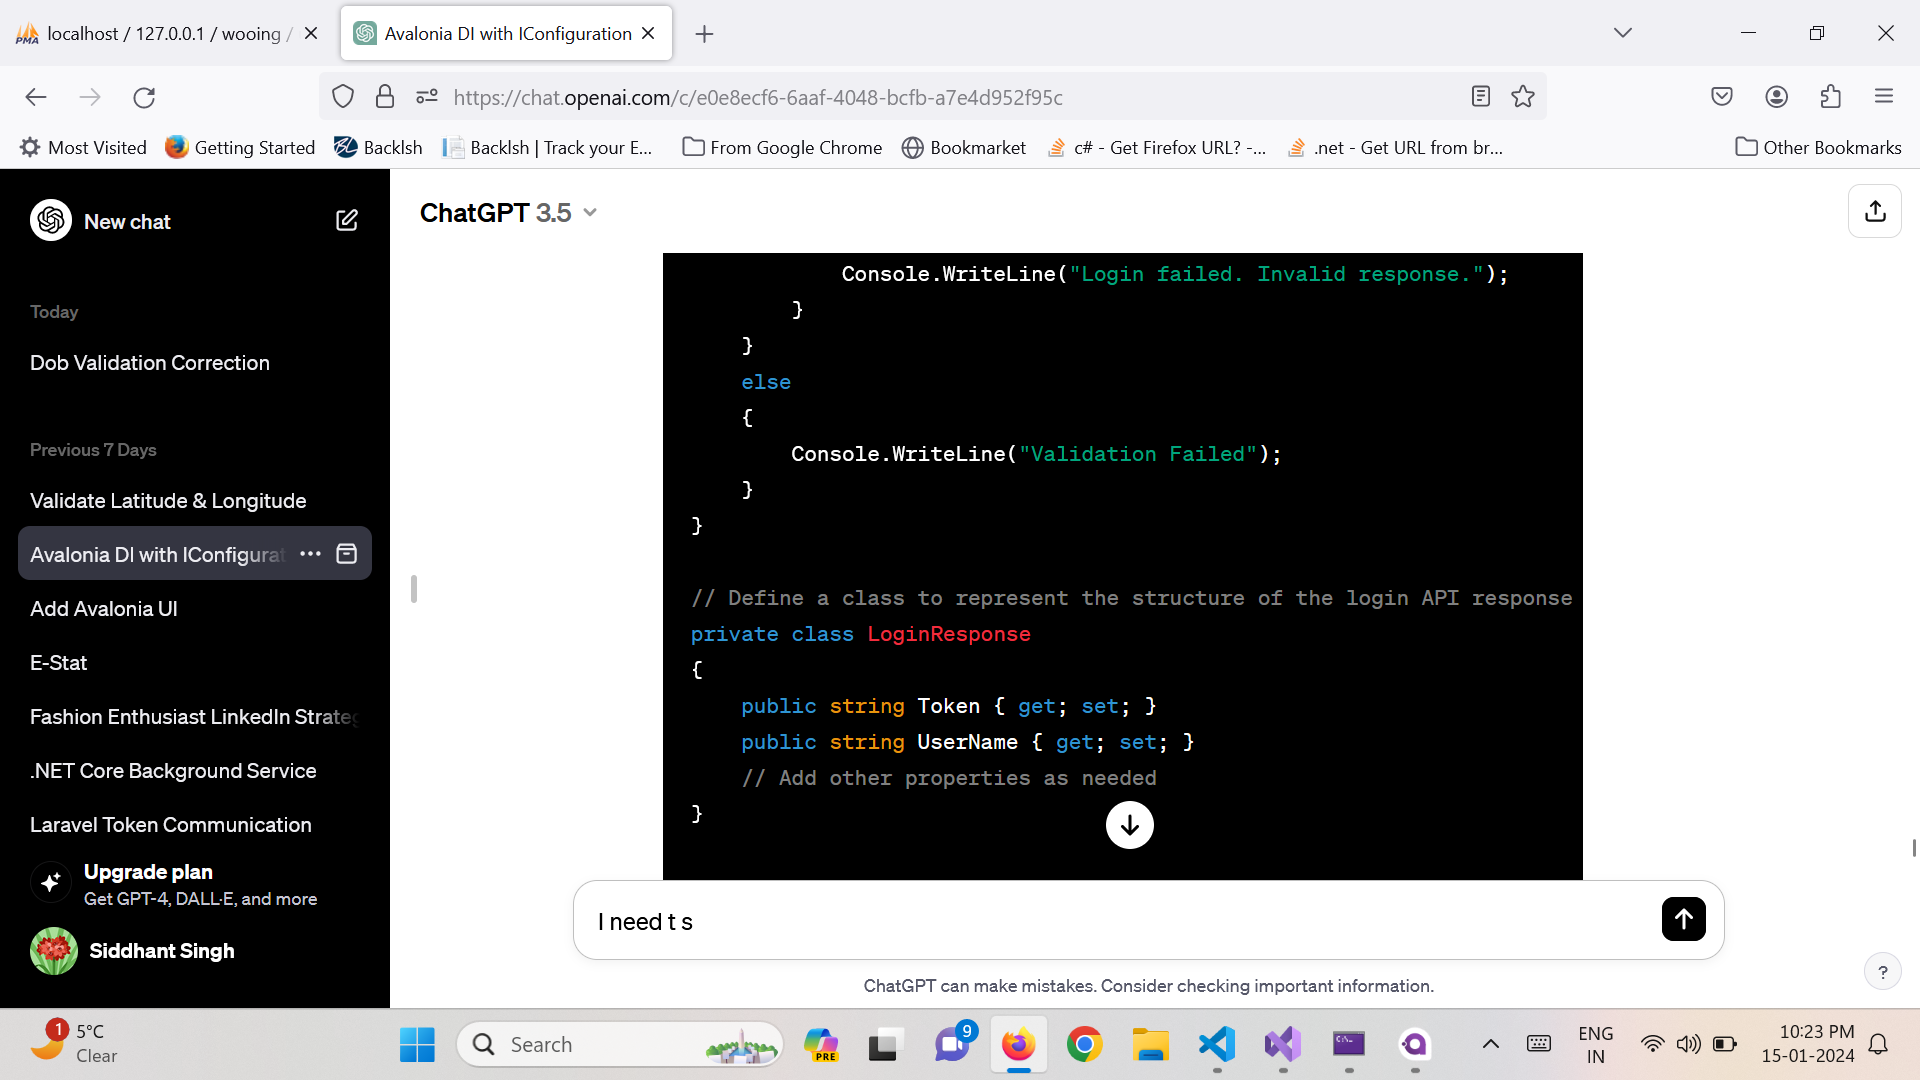 localhost / 127.0.0.1 / wooing /
Avalonia DI with IConfiguration
https://chat.openai.com/c/e0e8ecf6-6aaf-4048-bcfb-a7e4d952f95c
Most Visited
Getting Started
Backlsh
Backlsh | Track your E...
From Google Chrome
Bookmarket
c# - Get Firefox URL? -...
.net - Get URL from br...
Other Bookmarks
New chat
Today
Dob Validation Correction
Previous 7 Days
Validate Latitude & Longitude
Avalonia DI with IConfigurat
Add Avalonia UI
E-Stat
Fashion Enthusiast LinkedIn Strateg
.NET Core Background Service
Laravel Token Communication
Upgrade plan
Get GPT-4, DALL·E, and more
Siddhant Singh
ChatGPT 3.5
Console.WriteLine("Login failed. Invalid response.");
}
}
else
{
Console.WriteLine("Validation Failed");
}
}
// Define a class to represent the structure of the login API response
private class LoginResponse
{
public string Token { get; set; }
public string UserName { get; set; }
// Add other properties as needed
}
I need t s
ChatGPT can make mistakes. Consider checking important information.
?
1
5°C
Clear
Search
PRE
9
ENG
IN
10:23 PM
15-01-2024